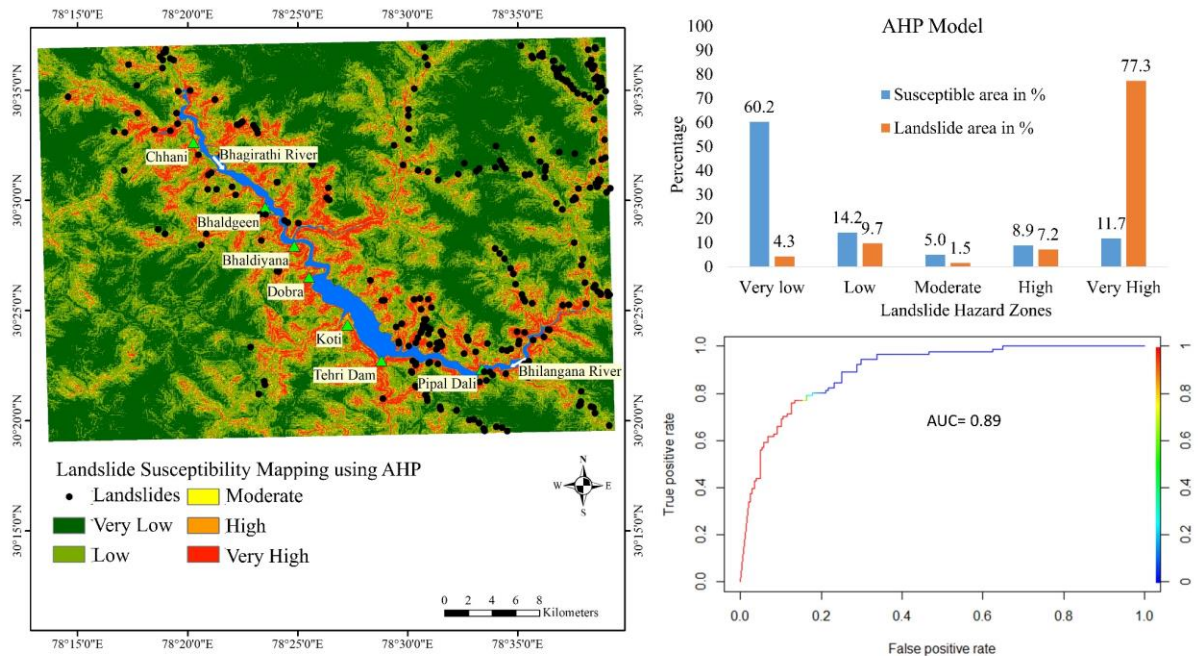 78°15'0"E 78°20'0"E 78°25'0"E 78°30'0"E 78°35'0"E
30°35'0"N
30°30'0"N
30°25'0"N
30°20'0"N
30°15'0"N
30°35'0"N
30°30'0"N
30°25'0"N
30°20'0"N
30°15'0"N
Chhani
Bhagirathi River
Bhaldgeen
Bhaldiyana
Dobra
Koti
Tehri Dam
Pipal Dali
Bhilangana River
Landslide Susceptibility Mapping using AHP
Landslides
Very Low
Low
Moderate
High
Very High
N
W E
S
0 2 4 6 8
Kilometers
78°15'0"E 78°20'0"E 78°25'0"E 78°30'0"E 78°35'0"E
AHP Model
Percentage
100
90
80
70
60
50
40
30
20
10
0
Susceptible area in %
Landslide area in %
60.2 4.3 14.2 9.7 5.0 1.5 8.9 7.2 11.7 77.3
Very low Low Moderate High Very High
Landslide Hazard Zones
True positive rate
1.0
0.8
0.6
0.4
0.2
0.0
AUC= 0.89
1
0.8
0.6
0.4
0.2
0
0.0 0.2 0.4 0.6 0.8 1.0
False positive rate